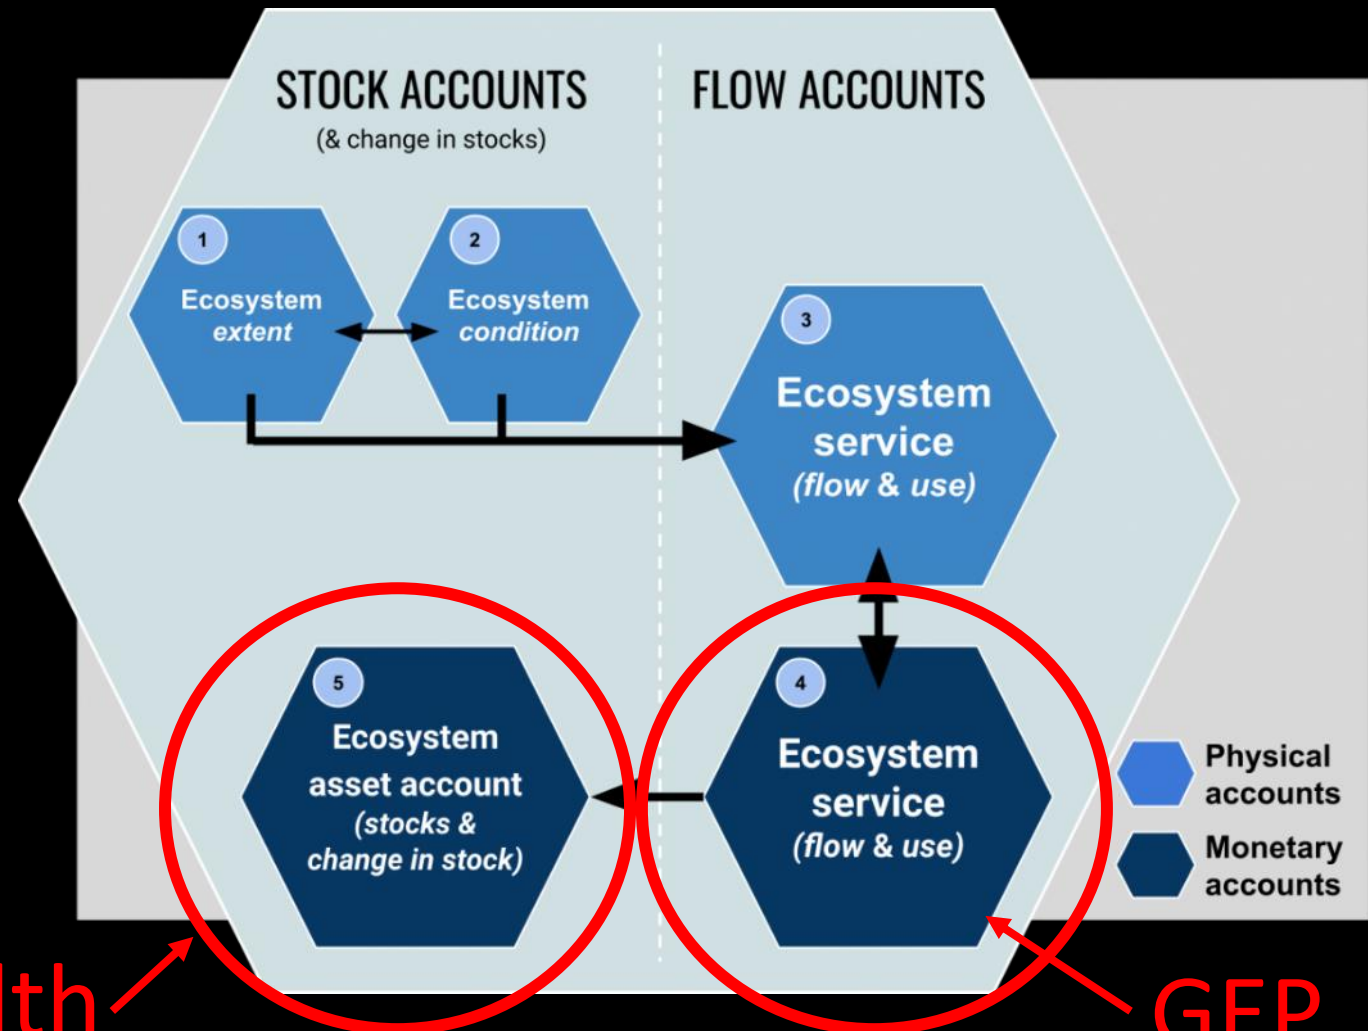 STOCK ACCOUNTS
(& change in stocks)
FLOW ACCOUNTS
1
Ecosystem
extent
2
Ecosystem
condition
3
Ecosystem
service
(flow & use)
5
Ecosystem
asset account
(stocks &
change in stock)
4
Ecosystem
service
(flow & use)
Physical
accounts
Monetary
accounts
GEP